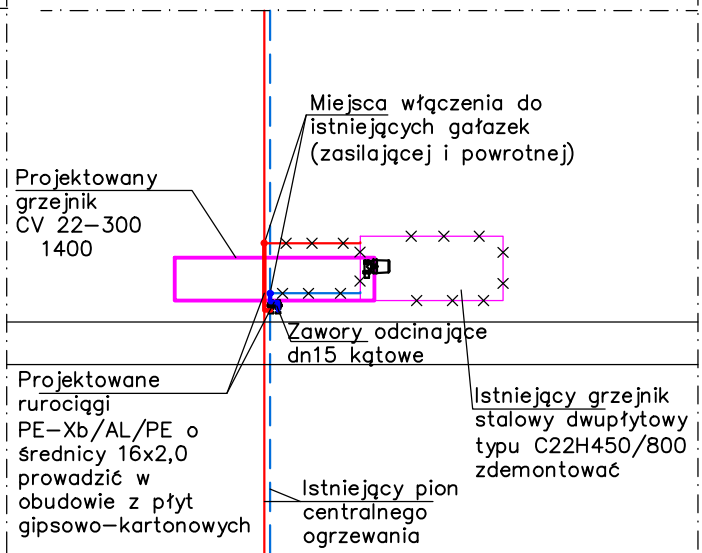 Miejsca włączenia do
istniejących gałazek
(zasilającej i powrotnej)
Projektowany
grzejnik
CV 22-300
1400
Zawory odcinające
dn15 kątowe
Projektowane
rurociągi
PE-Xb/AL/PE o
średnicy 16x2,0
prowadzić w
obudowie z płyt
gipsowo-kartonowych
Istniejący grzejnik
stalowy dwupłytowy
typu C22H450/800
zdemontować
Istniejący pion
centralnego
ogrzewania